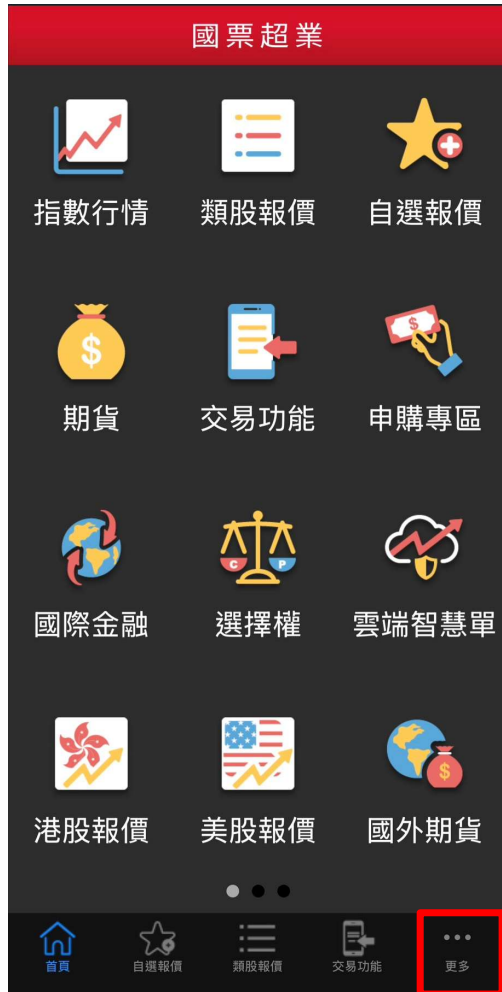 國票超業
指數行情 類股報價 自選報價
$
期貨 交易功能 申購專區
$
C P
國際金融 選擇權 雲端智慧單
$
港股報價 美股報價 國外期貨
首頁 自選報價 類股報價 交易功能 更多